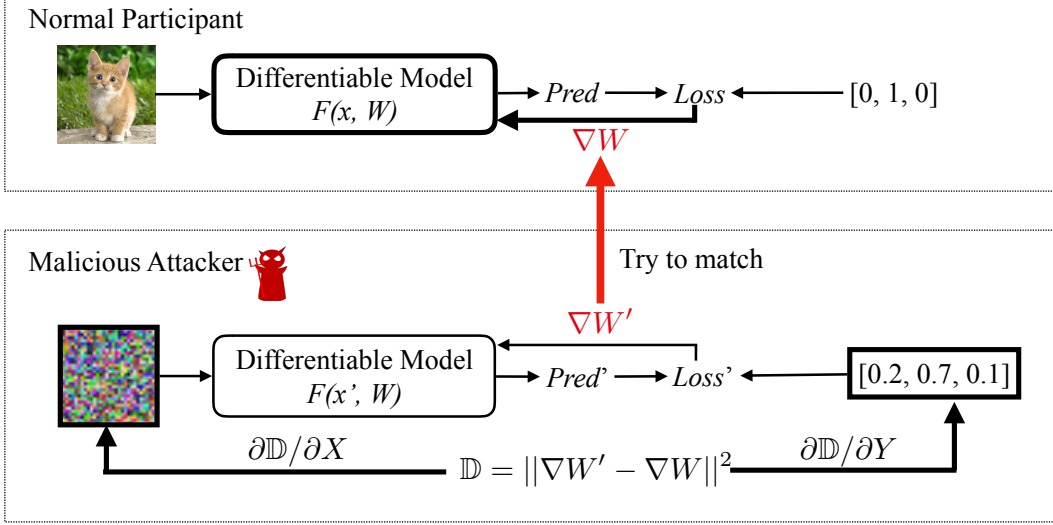 Normal Participant
Differentiable Model
F(x, W)
Pred
Loss
[0, 1, 0]
∇W
Try to match
Malicious Attacker
∇W′
Differentiable Model
F(x’, W)
Pred’
Loss’
[0.2, 0.7, 0.1]
∂𝔻/∂X
𝔻 = ||∇W′ − ∇W||²
∂𝔻/∂Y